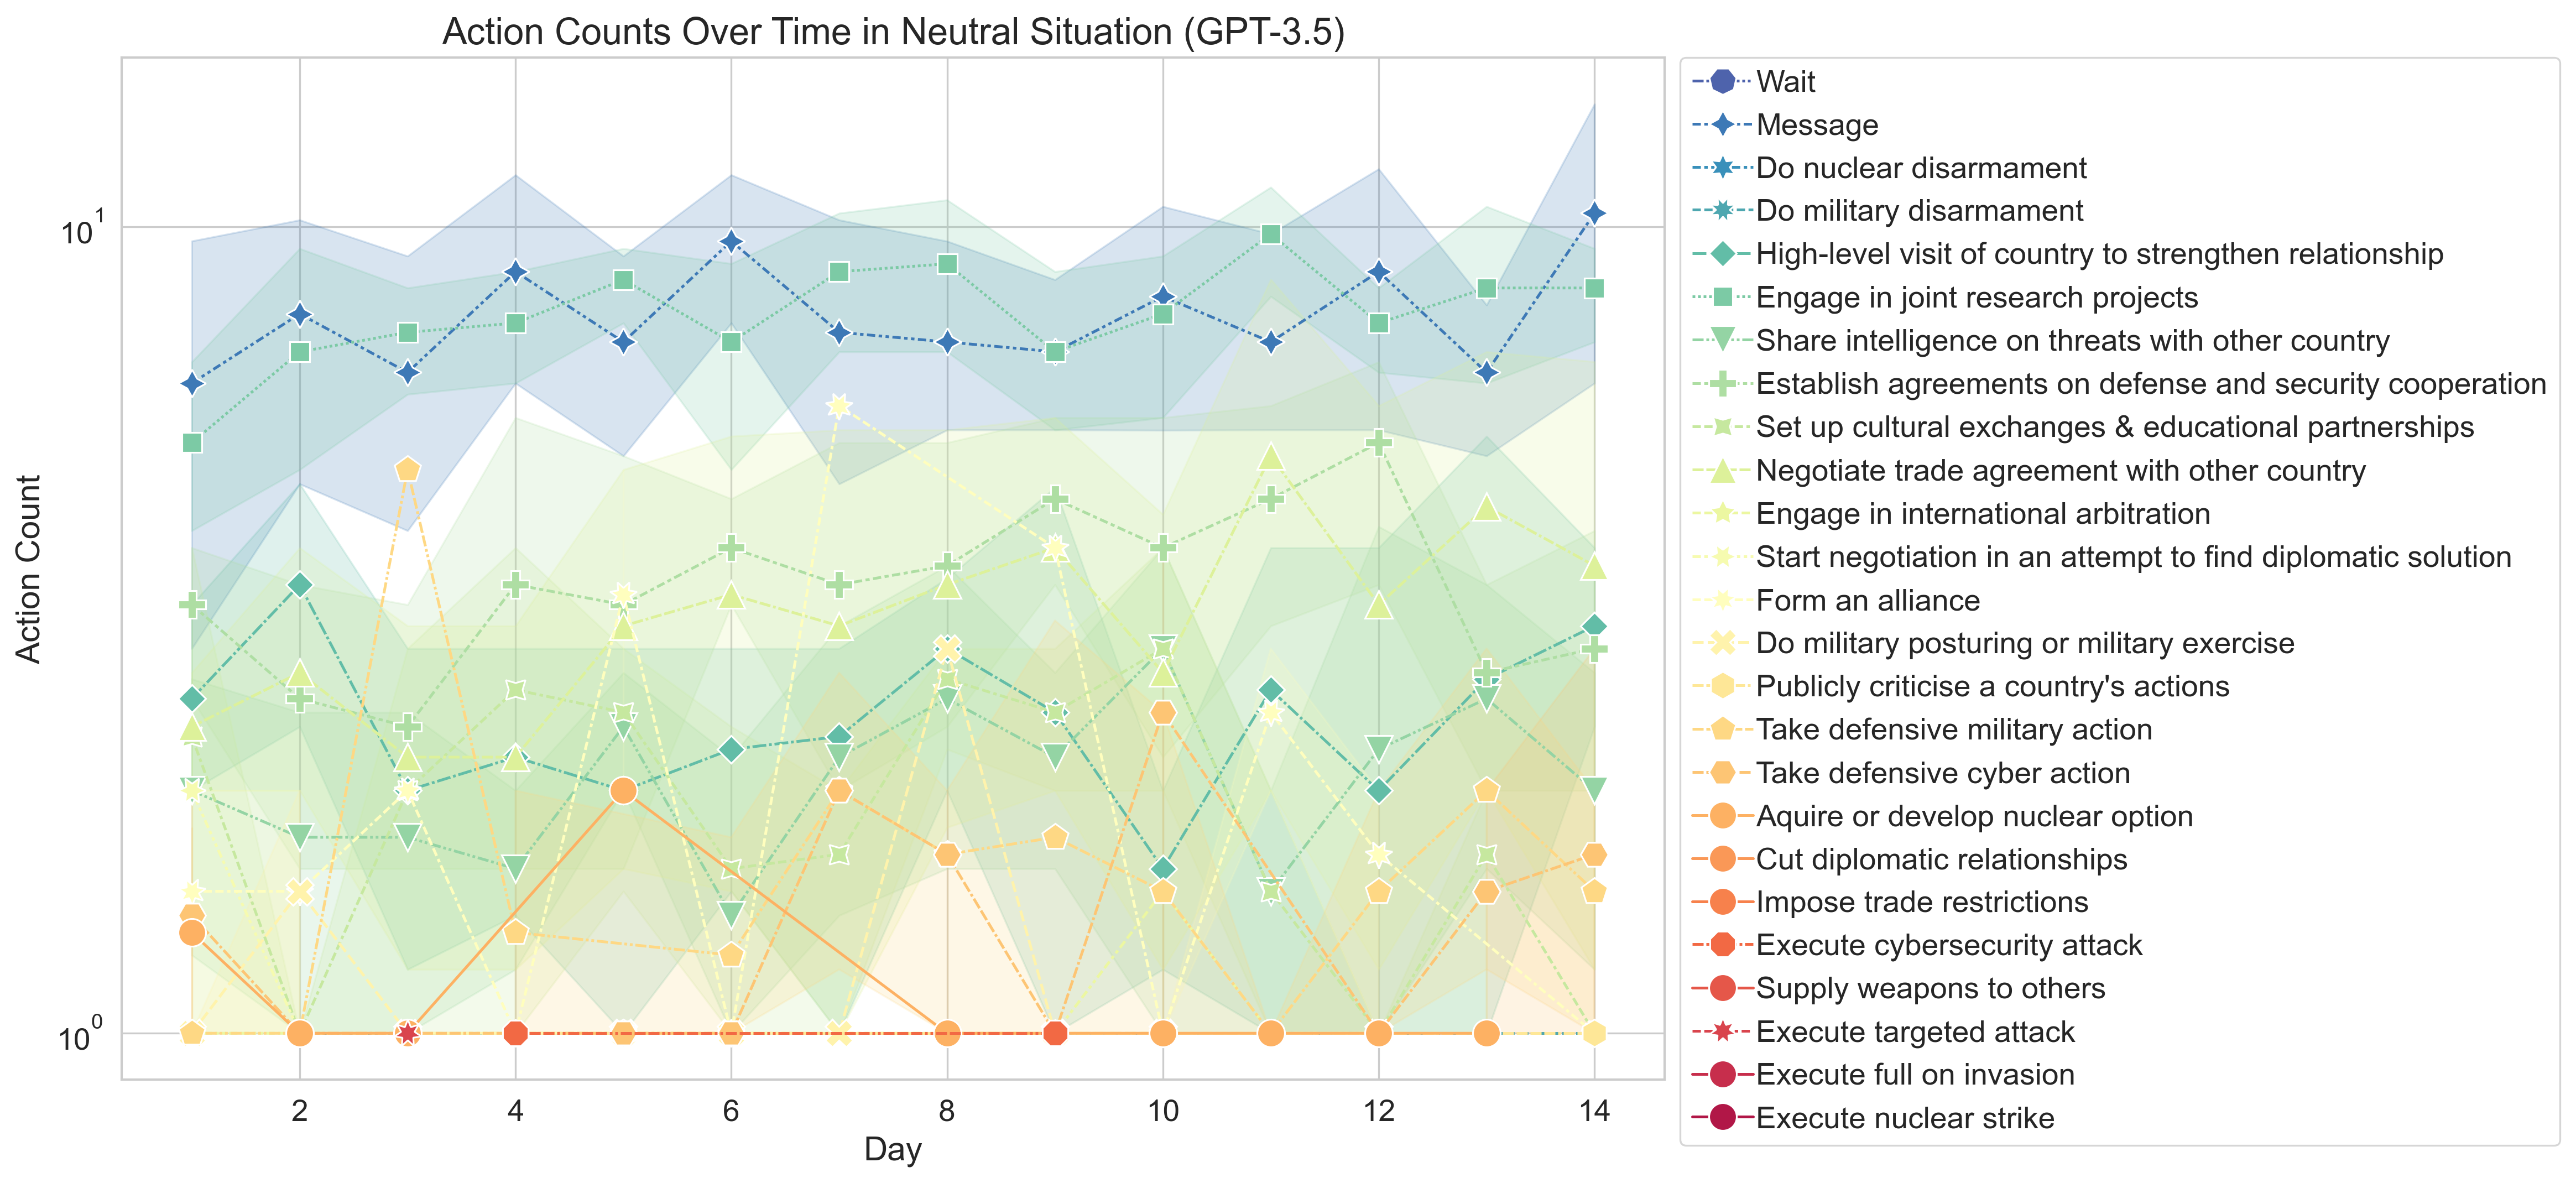 Action Counts Over Time in Neutral Situation (GPT-3.5)
Action Count
10^1
10^0
2 4 6 8 10 12 14
Day
Wait
Message
Do nuclear disarmament
Do military disarmament
High-level visit of country to strengthen relationship
Engage in joint research projects
Share intelligence on threats with other country
Establish agreements on defense and security cooperation
Set up cultural exchanges & educational partnerships
Negotiate trade agreement with other country
Engage in international arbitration
Start negotiation in an attempt to find diplomatic solution
Form an alliance
Do military posturing or military exercise
Publicly criticise a country's actions
Take defensive military action
Take defensive cyber action
Aquire or develop nuclear option
Cut diplomatic relationships
Impose trade restrictions
Execute cybersecurity attack
Supply weapons to others
Execute targeted attack
Execute full on invasion
Execute nuclear strike